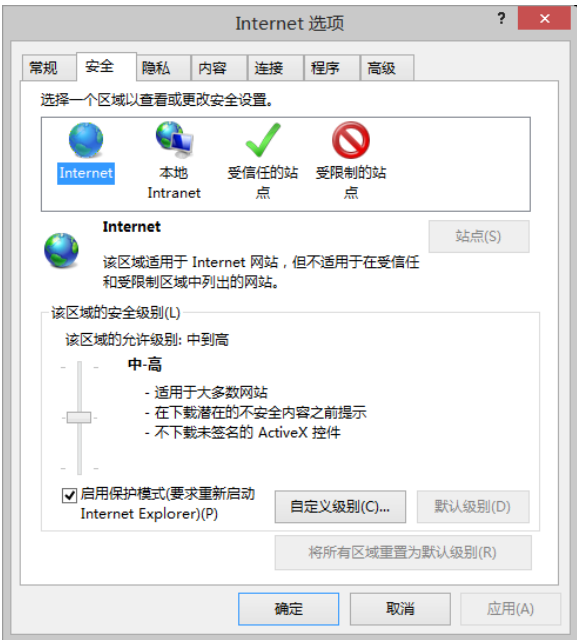 Internet 选项
?
常规 安全 隐私 内容 连接 程序 高级
选择一个区域以查看或更改安全设置。
Internet
本地
Intranet
受信任的站
点
受限制的站
点
Internet
站点(S)
该区域适用于 Internet 网站，但不适用于在受信任
和受限制区域中列出的网站。
该区域的安全级别(L)
该区域的允许级别: 中到高
中-高
- 适用于大多数网站
- 在下载潜在的不安全内容之前提示
- 不下载未签名的 ActiveX 控件
启用保护模式(要求重新启动
Internet Explorer)(P)
自定义级别(C)... 默认级别(D)
将所有区域重置为默认级别(R)
确定 取消 应用(A)